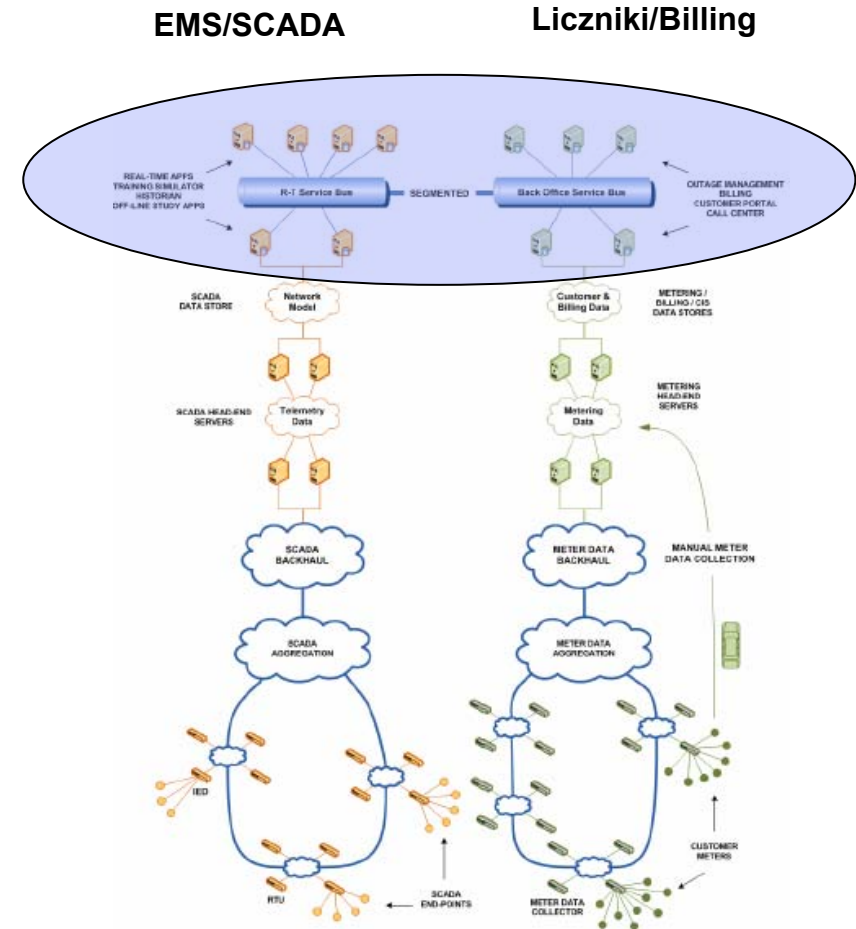 EMS/SCADA
Liczniki/Billing
REAL-TIME APPS
TRAINING SIMULATOR
HISTORIAN
OFF-LINE STUDY APPS
R-T Service Bus
SEGMENTED
Back Office Service Bus
OUTAGE MANAGEMENT
BILLING
CUSTOMER PORTAL
CALL CENTER
SCADA
DATA STORE
Network
Model
Customer &
Billing Data
METERING /
BILLING / CIS
DATA STORES
SCADA HEAD-END
SERVERS
Telemetry
Data
Metering
Data
METERING
HEAD-END
SERVERS
SCADA
BACKHAUL
METER DATA
BACKHAUL
MANUAL METER
DATA COLLECTION
SCADA
AGGREGATION
METER DATA
AGGREGATION
IED
RTU
SCADA
END-POINTS
METER DATA
COLLECTOR
CUSTOMER
METERS